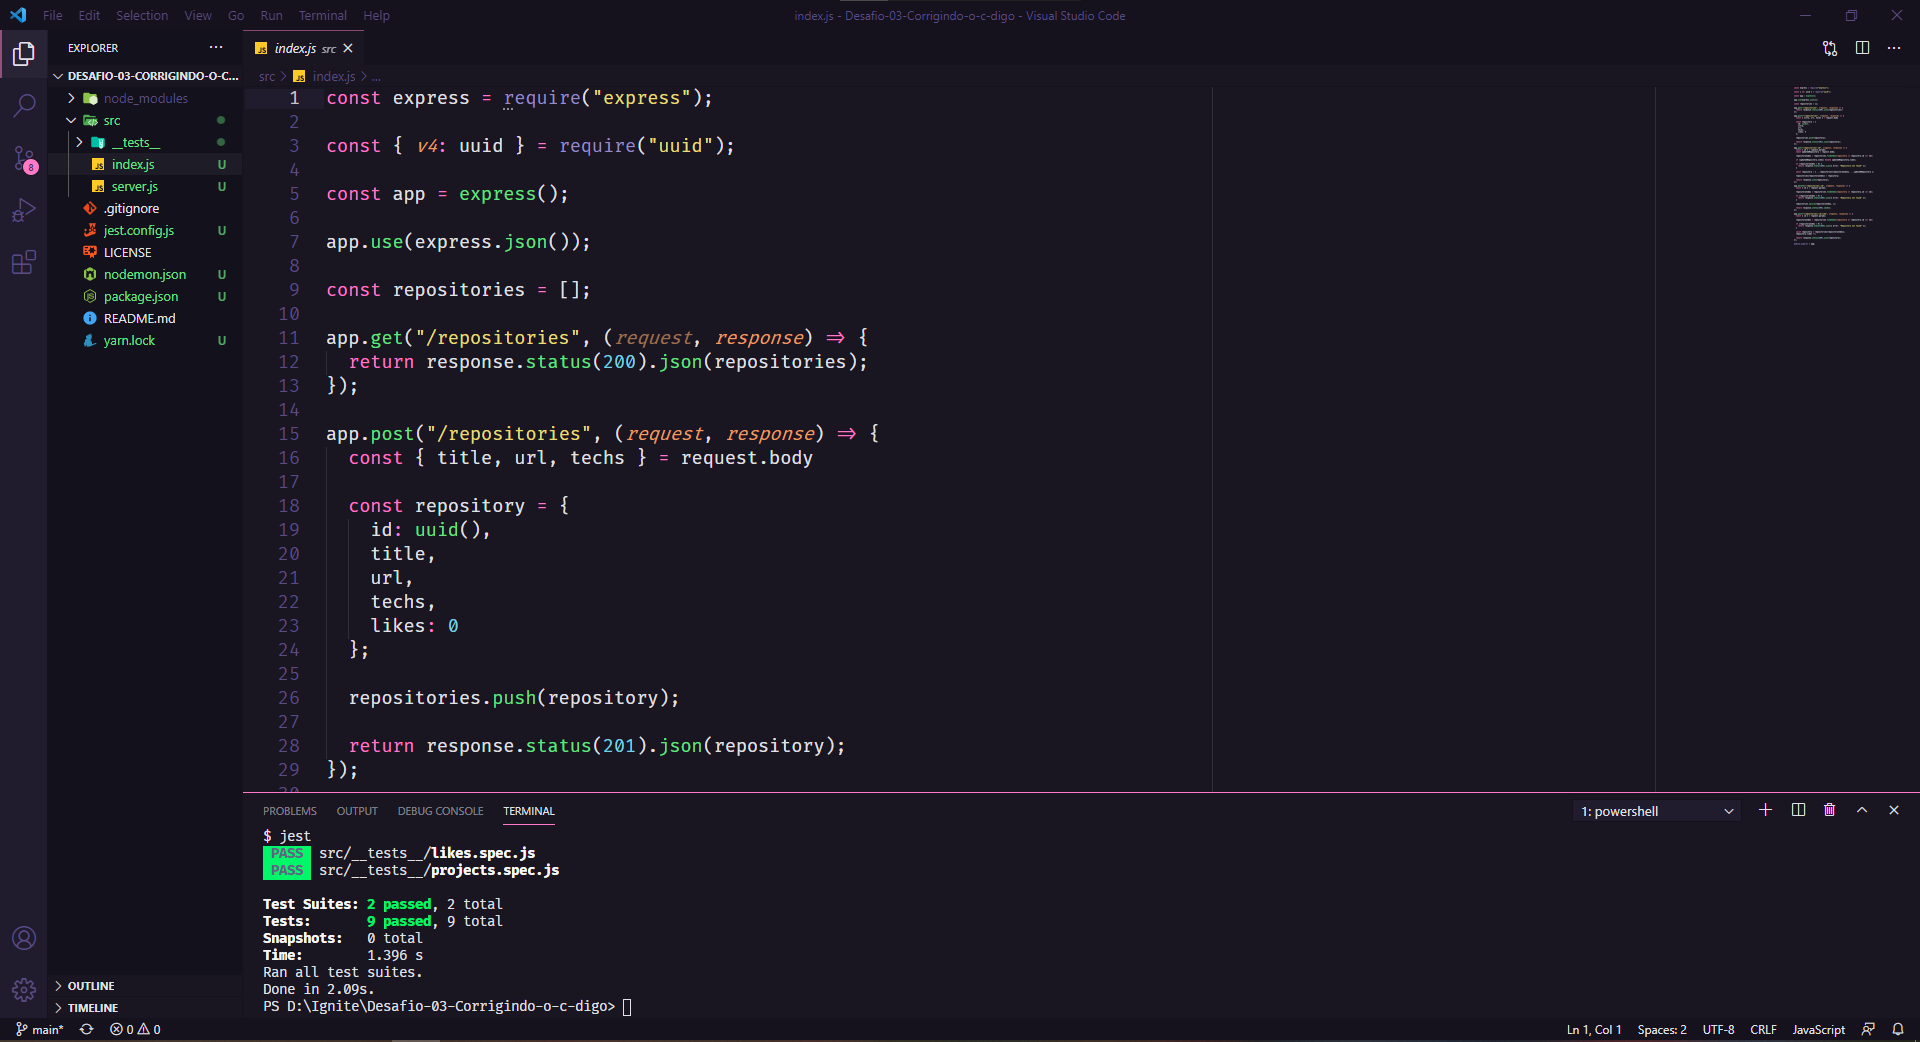 File Edit Selection View Go Run Terminal Help
index.js - Desafio-03-Corrigindo-o-c-digo - Visual Studio Code
EXPLORER
DESAFIO-03-CORRIGINDO-O-C...
node_modules
src
__tests__
index.js U
server.js U
.gitignore
jest.config.js U
LICENSE
nodemon.json U
package.json U
README.md
yarn.lock U
8
OUTLINE
TIMELINE
JS index.js src
src > JS index.js > ...
1 const express = require("express");
2
3 const { v4: uuid } = require("uuid");
4
5 const app = express();
6
7 app.use(express.json());
8
9 const repositories = [];
10
11 app.get("/repositories", (request, response) => {
12 return response.status(200).json(repositories);
13 });
14
15 app.post("/repositories", (request, response) => {
16 const { title, url, techs } = request.body
17
18 const repository = {
19 id: uuid(),
20 title,
21 url,
22 techs,
23 likes: 0
24 };
25
26 repositories.push(repository);
27
28 return response.status(201).json(repository);
29 });
30
PROBLEMS OUTPUT DEBUG CONSOLE TERMINAL
1: powershell
$ jest
PASS src/__tests__/likes.spec.js
PASS src/__tests__/projects.spec.js
Test Suites: 2 passed, 2 total
Tests: 9 passed, 9 total
Snapshots: 0 total
Time: 1.396 s
Ran all test suites.
Done in 2.09s.
PS D:\Ignite\Desafio-03-Corrigindo-o-c-digo>
main* 0 0
Ln 1, Col 1 Spaces: 2 UTF-8 CRLF JavaScript